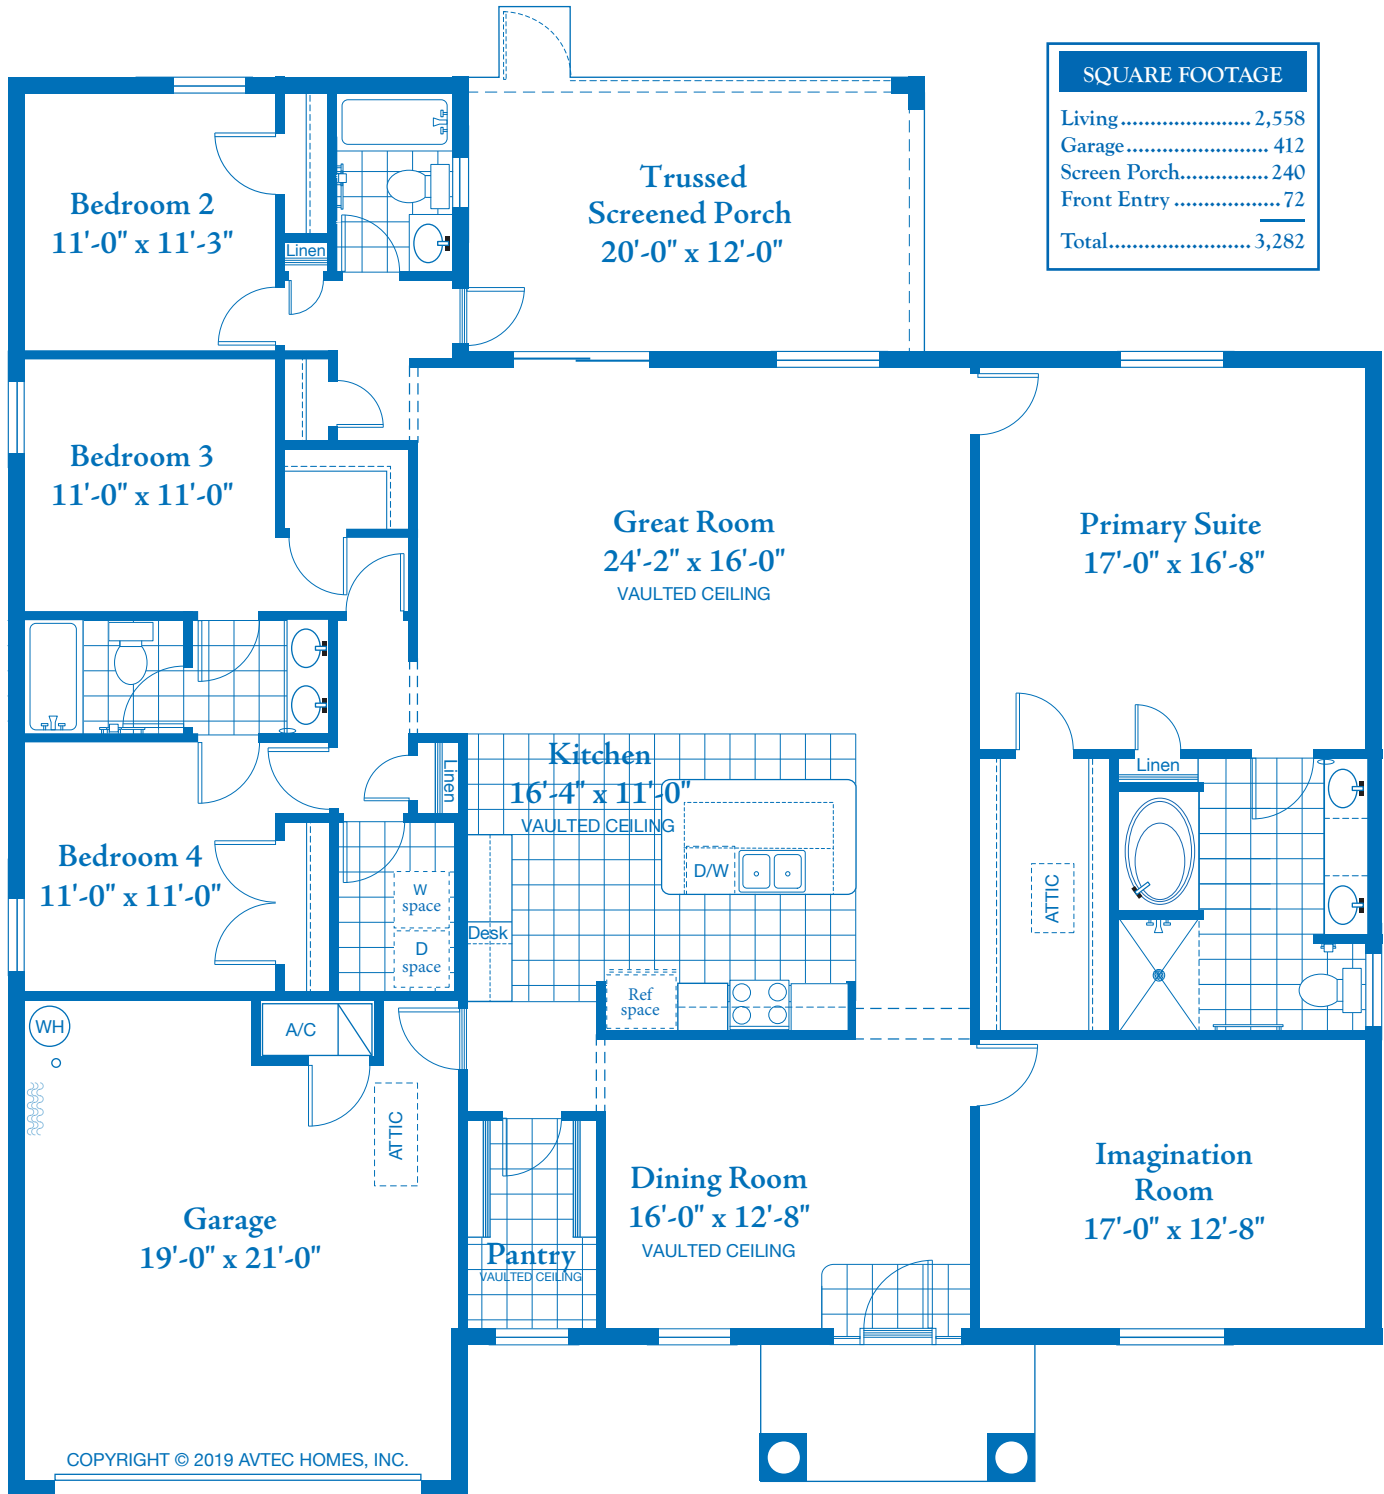 SQUARE FOOTAGE
Living......................2,558
Garage........................412
Screen Porch...............240
Front Entry..................72
Total........................3,282
Bedroom 2
11'-0" x 11'-3"
Linen
Trussed
Screened Porch
20'-0" x 12'-0"
Bedroom 3
11'-0" x 11'-0"
Great Room
24'-2" x 16'-0"
VAULTED CEILING
Primary Suite
17'-0" x 16'-8"
Kitchen
16'-4" x 11'-0"
VAULTED CEILING
Linen
Linen
Bedroom 4
11'-0" x 11'-0"
W
space
D
space
Desk
D/W
ATTIC
Ref
space
WH
A/C
ATTIC
Garage
19'-0" x 21'-0"
Pantry
VAULTED CEILING
Dining Room
16'-0" x 12'-8"
VAULTED CEILING
Imagination
Room
17'-0" x 12'-8"
COPYRIGHT © 2019 AVTEC HOMES, INC.